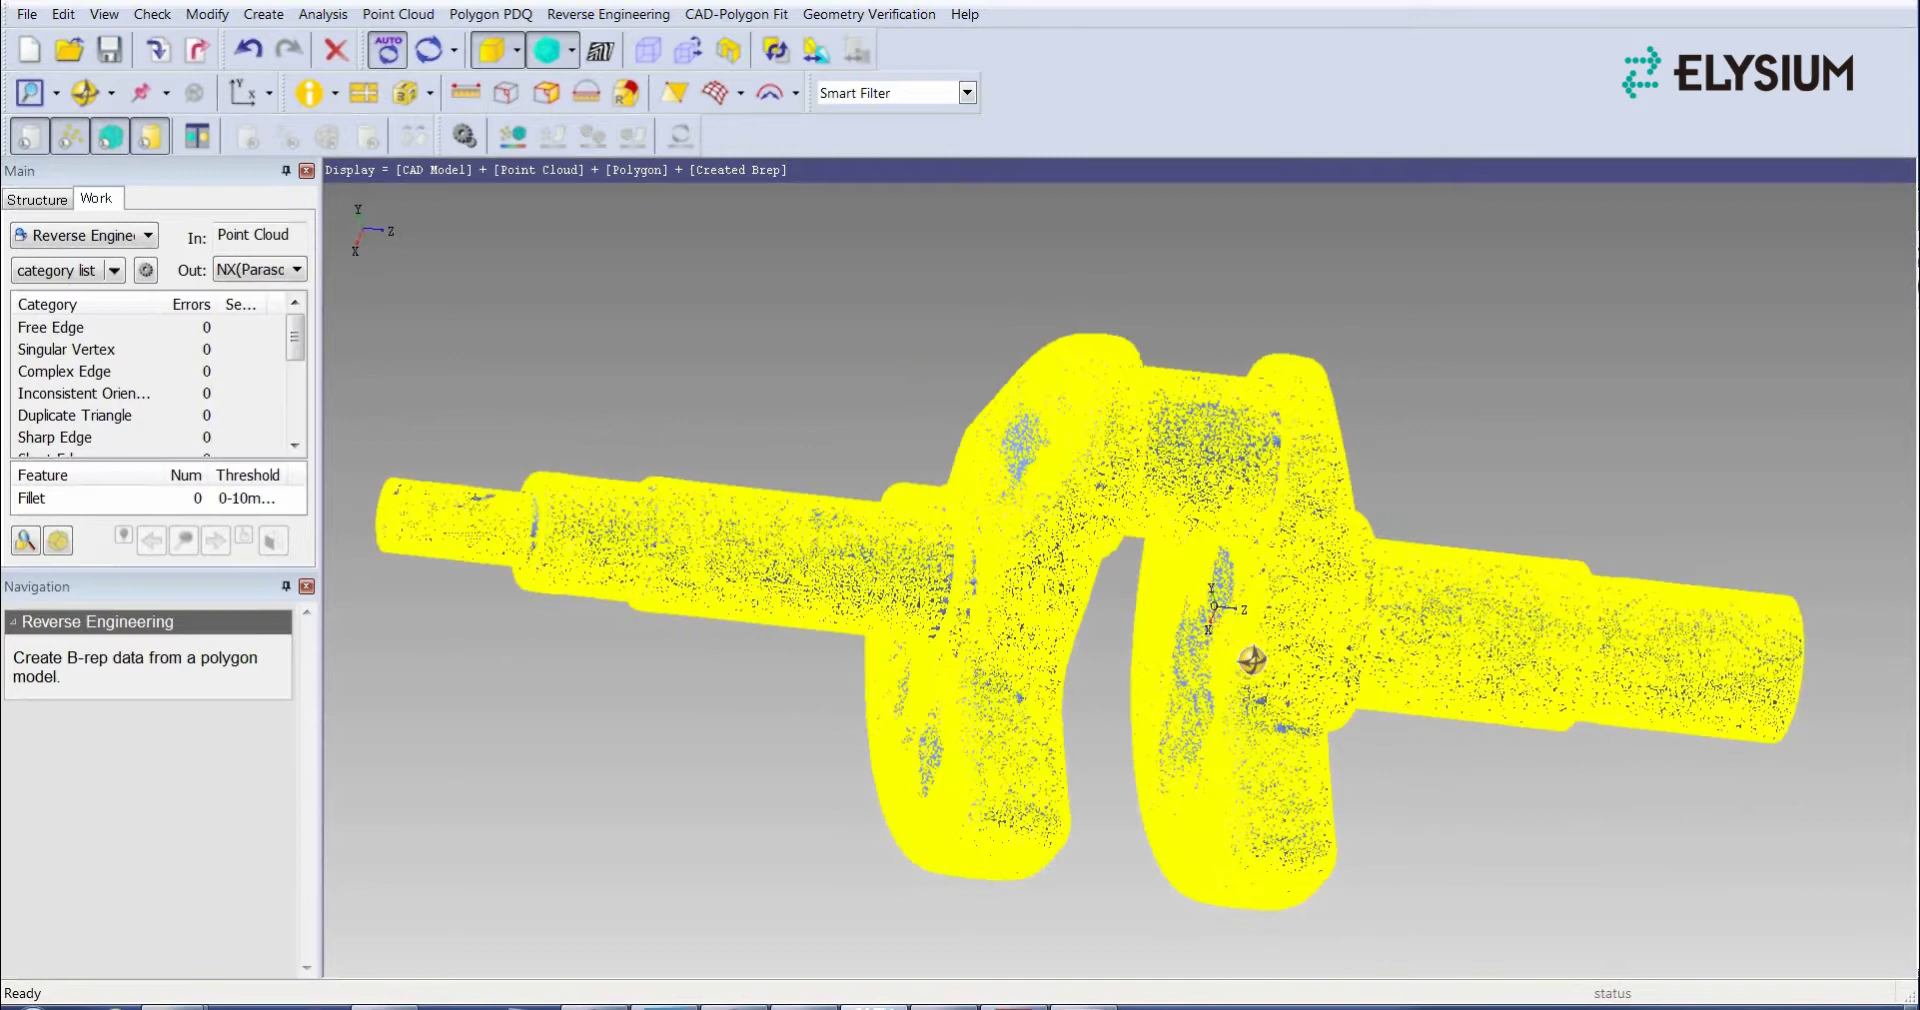 File Edit View Check Modify Create Analysis Point Cloud Polygon PDQ Reverse Engineering CAD-Polygon Fit Geometry Verification Help
AUTO
ELYSIUM
Smart Filter
Main
Display = [CAD Model] + [Point Cloud] + [Polygon] + [Created Brep]
Structure Work
Reverse Enginee In: Point Cloud
category list Out: NX(Parasc
Category Errors Se...
Free Edge 0
Singular Vertex 0
Complex Edge 0
Inconsistent Orien... 0
Duplicate Triangle 0
Sharp Edge 0
Feature Num Threshold
Fillet 0 0-10m...
Navigation
Reverse Engineering
Create B-rep data from a polygon
model.
Y
Z
X
Y
Z
X
Ready status